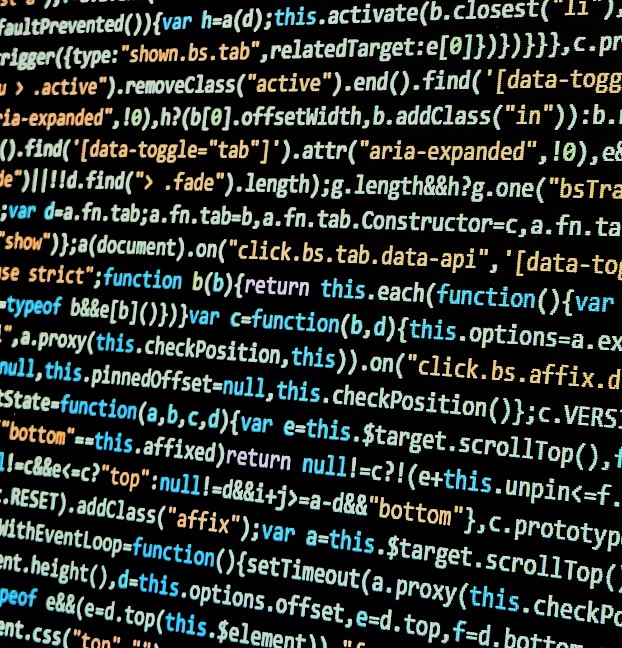 faultPrevented()){var h=a(d);this.activate(b.closest("li"),
rigger({type:"shown.bs.tab",relatedTarget:e[0]})})}}},c.pr
> .active").removeClass("active").end().find('[data-togg
ria-expanded",!0),h?(b[0].offsetWidth,b.addClass("in")):b.
().find('[data-toggle="tab"]').attr("aria-expanded",!0),e&
de")||!!d.find("> .fade").length);g.length&&h?g.one("bsTra
;var d=a.fn.tab;a.fn.tab=b,a.fn.tab.Constructor=c,a.fn.ta
"show")};a(document).on("click.bs.tab.data-api",'[data-tog
use strict";function b(b){return this.each(function(){var
=typeof b&&e[b]()})}var c=function(b,d){this.options=a.ex
",a.proxy(this.checkPosition,this)).on("click.bs.affix.d
null,this.pinnedOffset=null,this.checkPosition()};c.VERSI
tState=function(a,b,c,d){var e=this.$target.scrollTop(),f
"bottom"==this.affixed)return null!=c?!(e+this.unpin<=f.
l!=c&&e<=c?"top":null!=d&&i+j>=a-d&&"bottom"},c.prototype
.RESET).addClass("affix");var a=this.$target.scrollTop()
WithEventLoop=function(){setTimeout(a.proxy(this.checkPo
ent.height(),d=this.options.offset,e=d.top,f=d.bottom
peof e&&(e=d.top(this.$element)),"f
ent.css("top","")